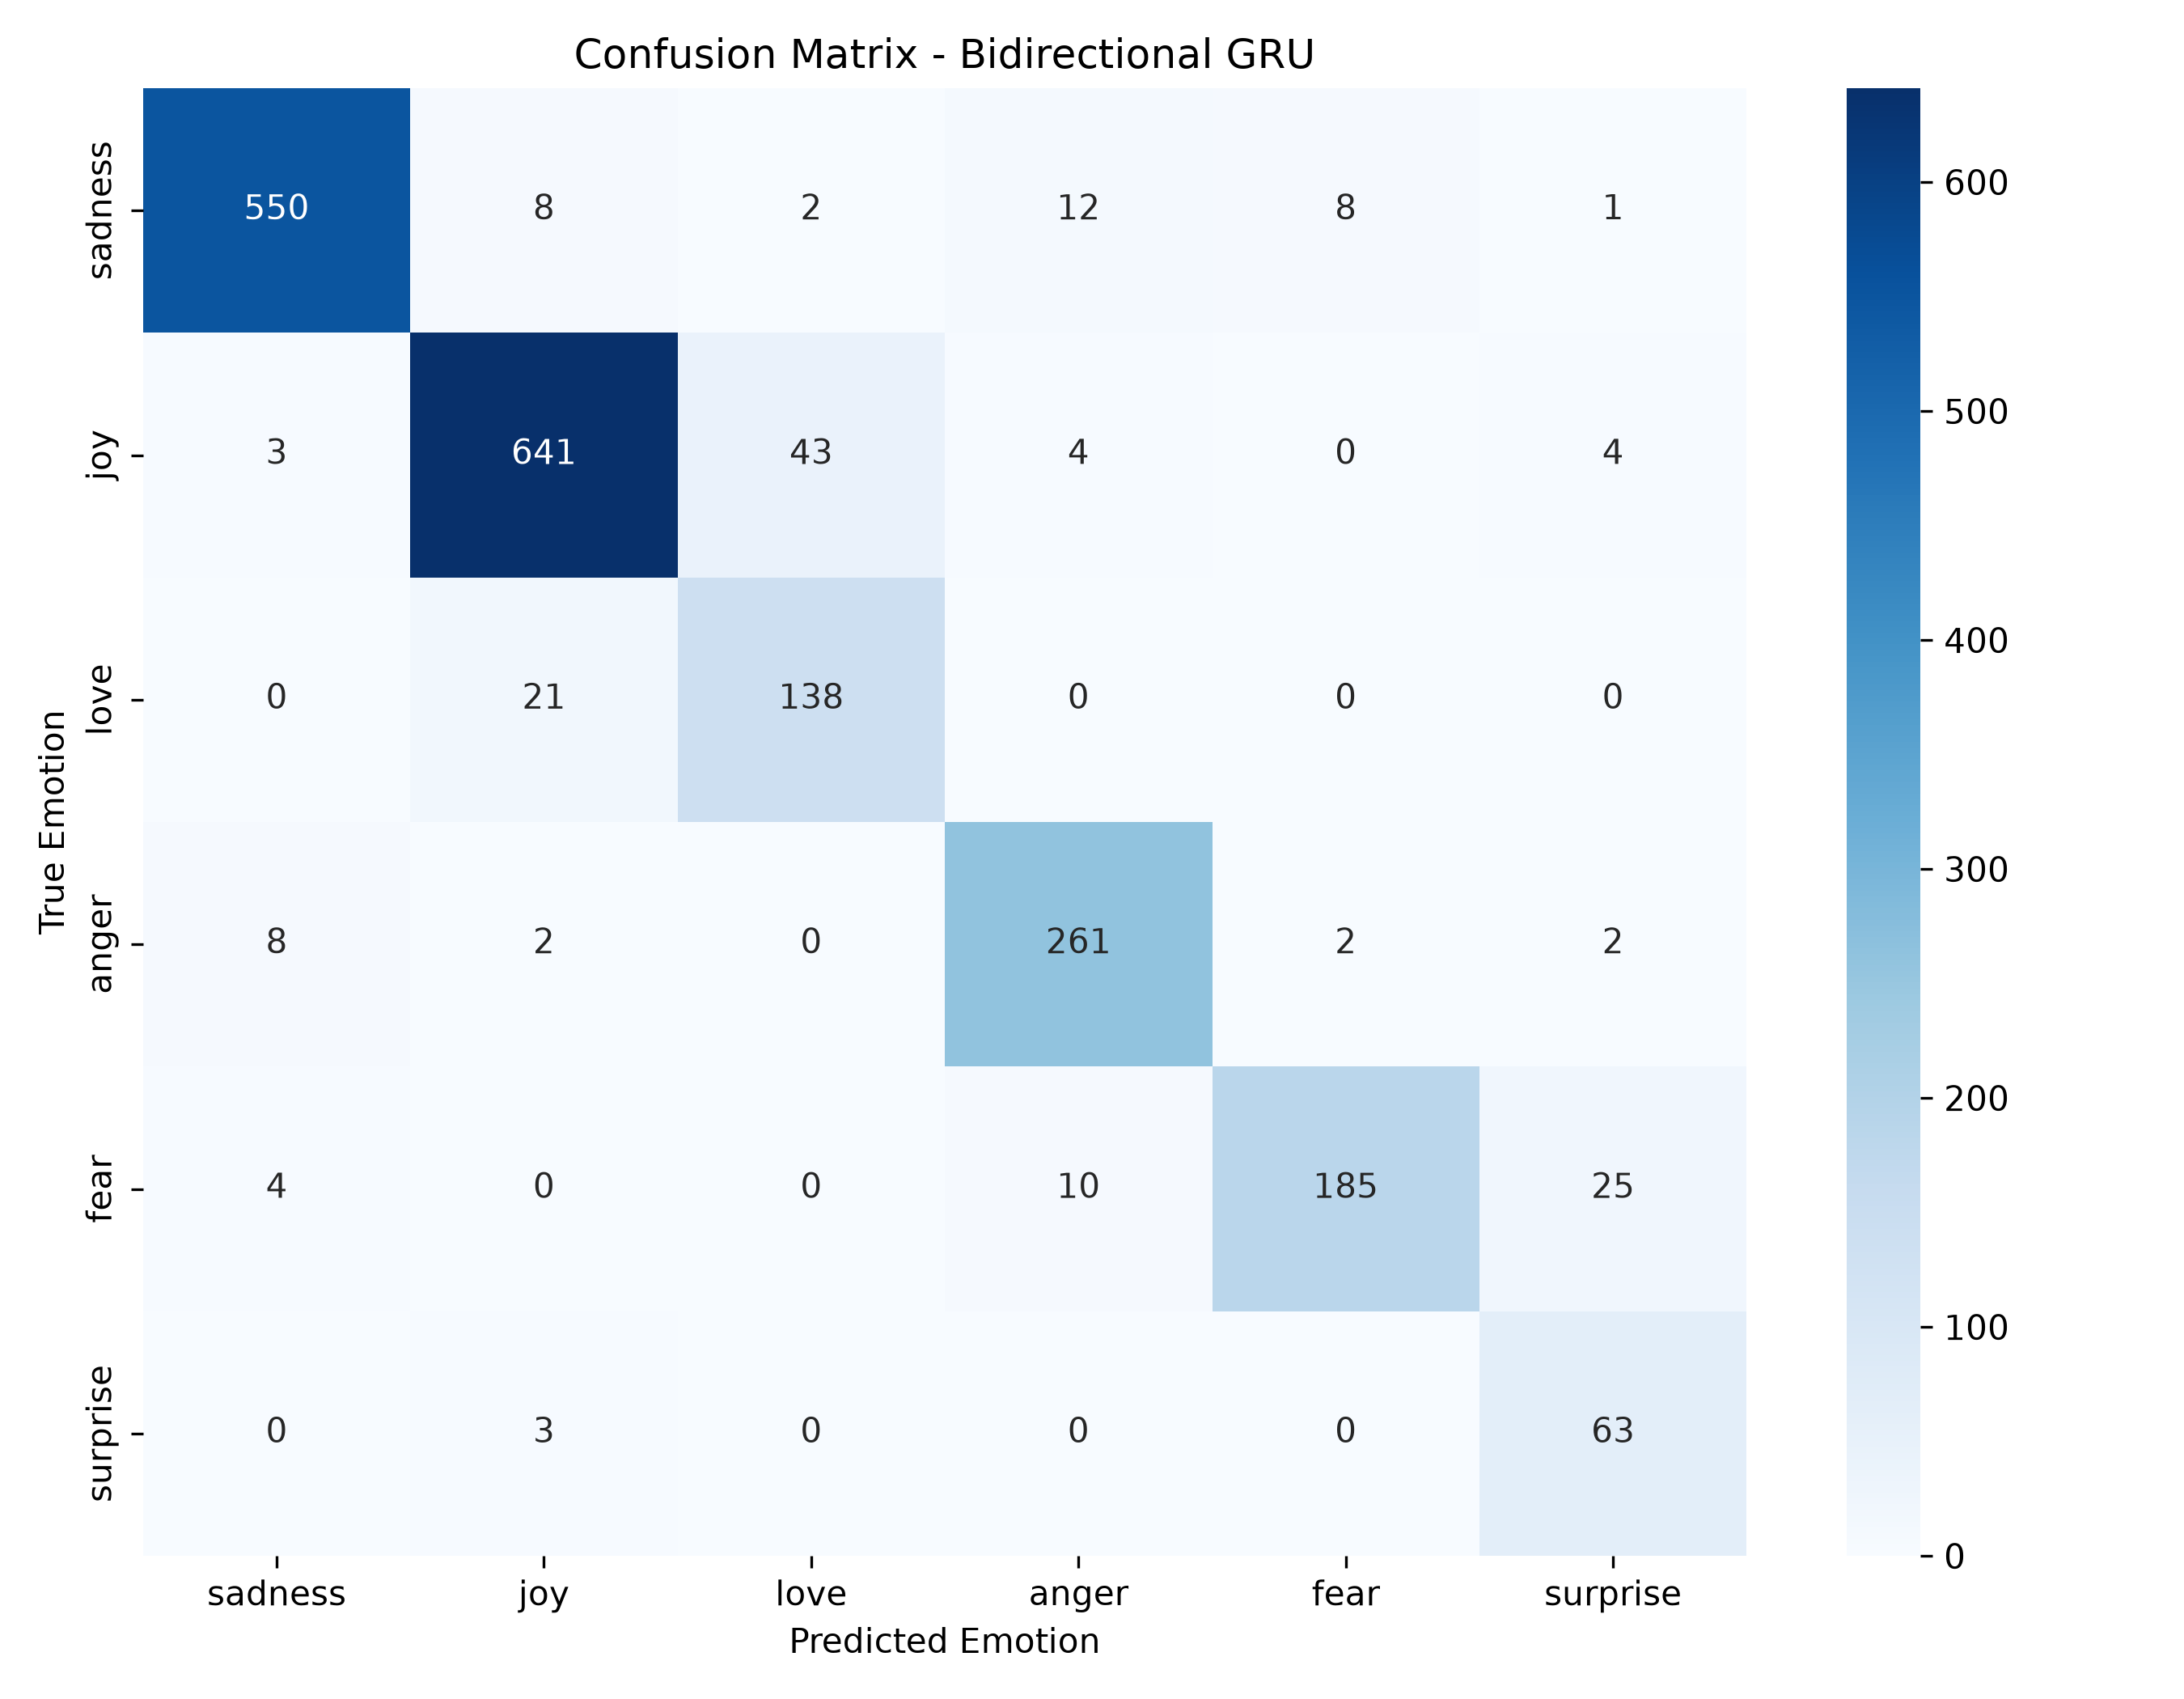 Confusion Matrix - Bidirectional GRU
True Emotion
sadness 550 8 2 12 8 1
joy 3 641 43 4 0 4
love 0 21 138 0 0 0
anger 8 2 0 261 2 2
fear 4 0 0 10 185 25
surprise 0 3 0 0 0 63
sadness joy love anger fear surprise
Predicted Emotion
600
500
400
300
200
100
0